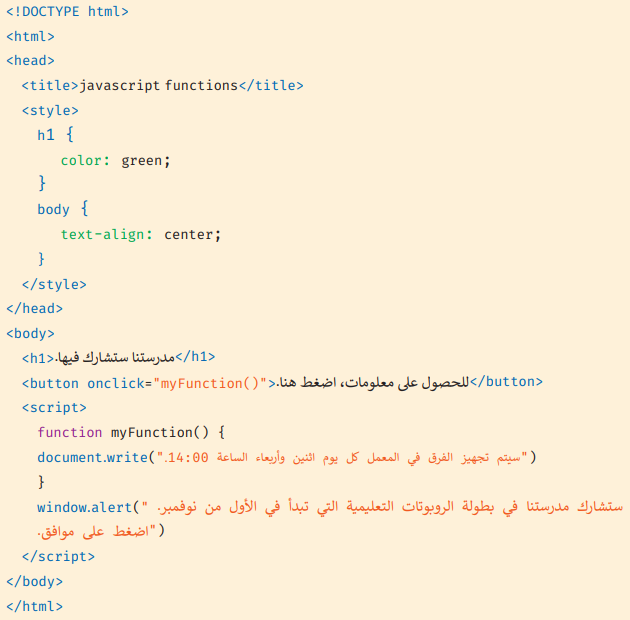 <!DOCTYPE html>
<html>
<head>
<title>javascript functions</title>
<style>
h1 {
color: green;
}
body {
text-align: center;
}
</style>
</head>
<body>
<h1>مدرستنا ستشارك فيها.</h1>
<button onclick="myFunction()">للحصول على معلومات، اضغط هنا.</button>
<script>
function myFunction() {
document.write("سيتم تجهيز الفرق في المعمل كل يوم اثنين وأربعاء الساعة 14:00.")
}
window.alert(" ستشارك مدرستنا في بطولة الروبوتات التعليمية التي تبدأ في الأول من نوفمبر.
اضغط على موافق.")
</script>
</body>
</html>